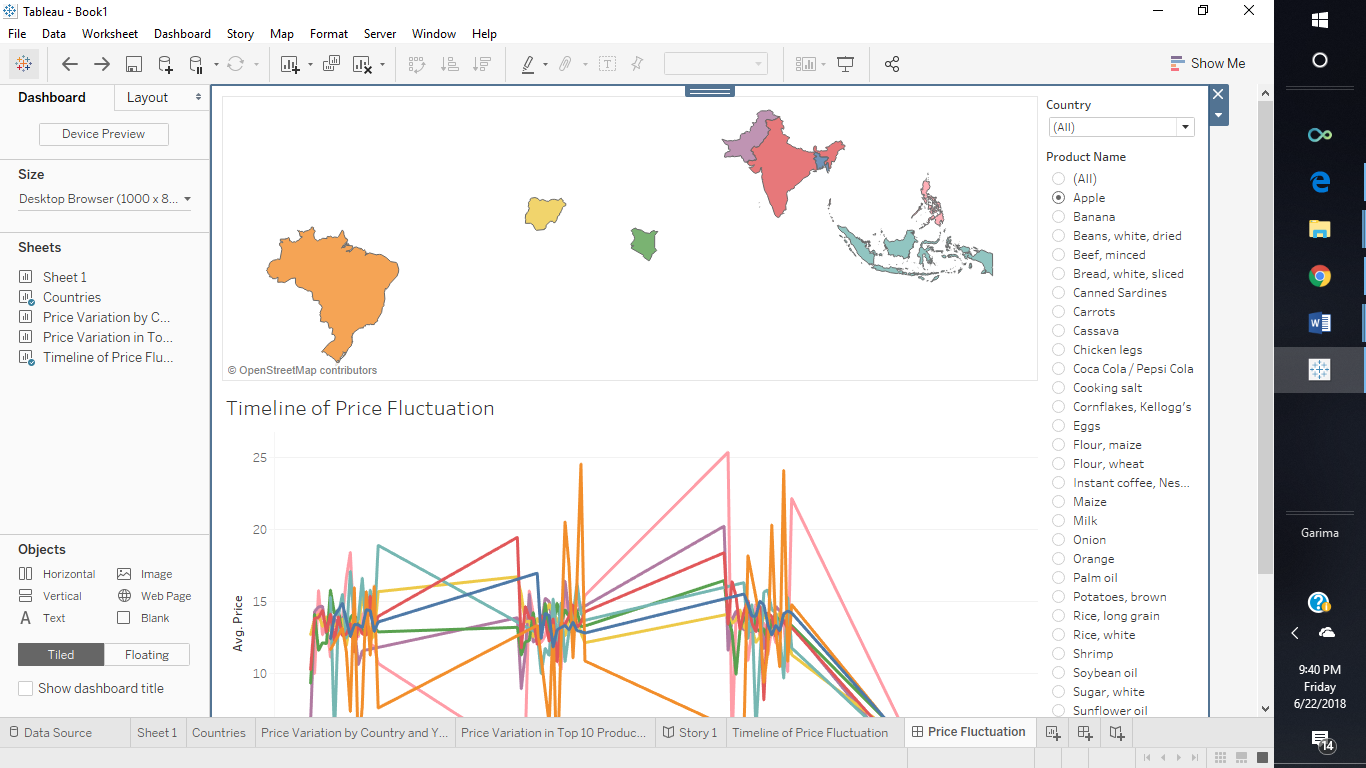 Tableau - Book1
File Data Worksheet Dashboard Story Map Format Server Window Help
Show Me
Dashboard
Layout
Device Preview
Size
Desktop Browser (1000 x 8...
Sheets
Sheet 1
Countries
Price Variation by C...
Price Variation in To...
Timeline of Price Flu...
Objects
Horizontal
Image
Vertical
Web Page
Text
Blank
Tiled
Floating
Show dashboard title
© OpenStreetMap contributors
Timeline of Price Fluctuation
Avg. Price
25
20
15
10
Country
(All)
Product Name
(All)
Apple
Banana
Beans, white, dried
Beef, minced
Bread, white, sliced
Canned Sardines
Carrots
Cassava
Chicken legs
Coca Cola / Pepsi Cola
Cooking salt
Cornflakes, Kellogg's
Eggs
Flour, maize
Flour, wheat
Instant coffee, Nes...
Maize
Milk
Onion
Orange
Palm oil
Potatoes, brown
Rice, long grain
Rice, white
Shrimp
Soybean oil
Sugar, white
Sunflower oil
Data Source
Sheet 1
Countries
Price Variation by Country and Y...
Price Variation in Top 10 Produc...
Story 1
Timeline of Price Fluctuation
Price Fluctuation
Garima
9:40 PM
Friday
6/22/2018
14